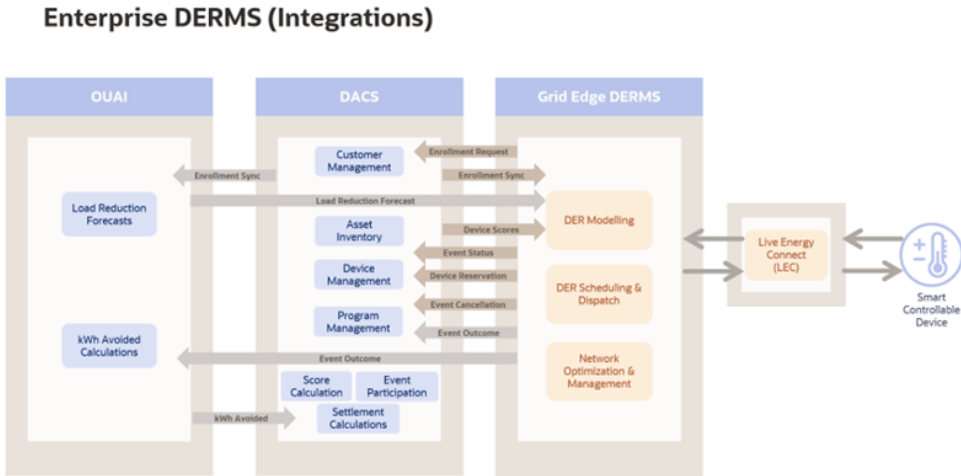 Enterprise DERMS (Integrations)
OUAI
DACS
Grid Edge DERMS
Customer
Management
Enrollment Request
Enrollment Sync
Enrollment Sync
Load Reduction
Forecasts
Load Reduction Forecast
DER Modelling
Asset
Inventory
Device Scores
Event Status
Device
Management
Device Reservation
Live Energy
Connect
(LEC)
Smart
Controllable
Device
DER Scheduling &
Dispatch
Event Cancellation
Program
Management
Event Outcome
kWh Avoided
Calculations
Event Outcome
Network
Optimization &
Management
Score
Calculation
Event
Participation
kWh Avoided
Settlement
Calculations